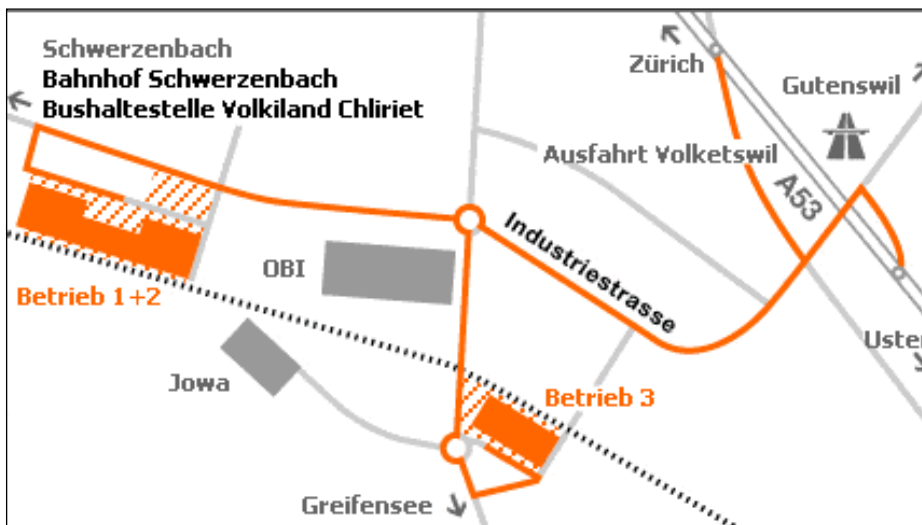 Schwerzenbach
Bahnhof Schwerzenbach
Bushaltestelle Volkiland Chliriet
Zürich
Gutenswil
Ausfahrt Volketswil
A53
Industriestrasse
OBI
Betrieb 1+2
Uster
Jowa
Betrieb 3
Greifensee